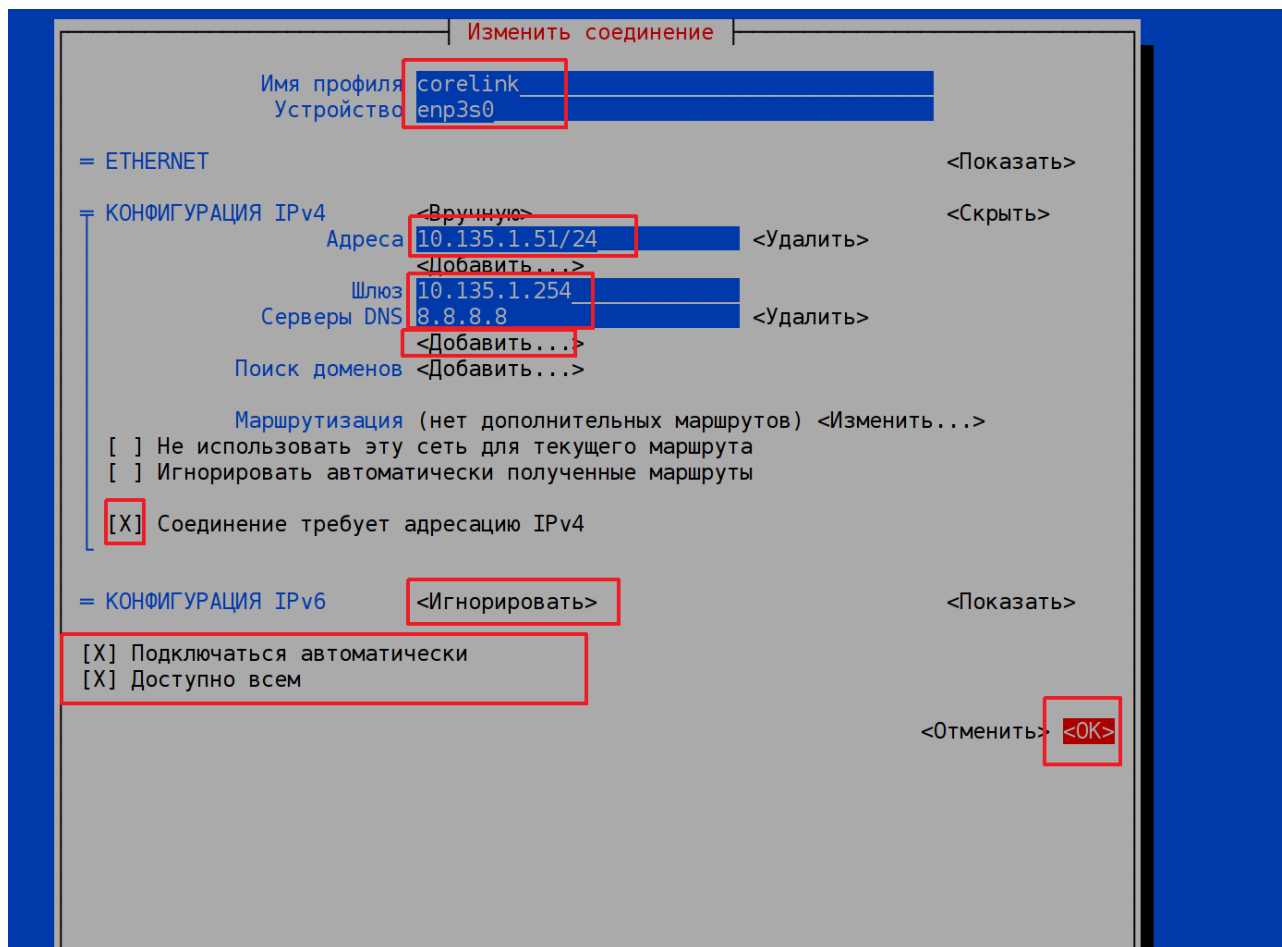 Изменить соединение
Имя профиля corelink
Устройство enp3s0
= ETHERNET <Показать>
= КОНФИГУРАЦИЯ IPv4 <Вручную> <Скрыть>
Адреса 10.135.1.51/24 <Удалить>
<Добавить...>
Шлюз 10.135.1.254
Серверы DNS 8.8.8.8 <Удалить>
<Добавить...>
Поиск доменов <Добавить...>
Маршрутизация (нет дополнительных маршрутов) <Изменить...>
[ ] Не использовать эту сеть для текущего маршрута
[ ] Игнорировать автоматически полученные маршруты
[X] Соединение требует адресацию IPv4
= КОНФИГУРАЦИЯ IPv6 <Игнорировать> <Показать>
[X] Подключаться автоматически
[X] Доступно всем
<Отменить> <OK>